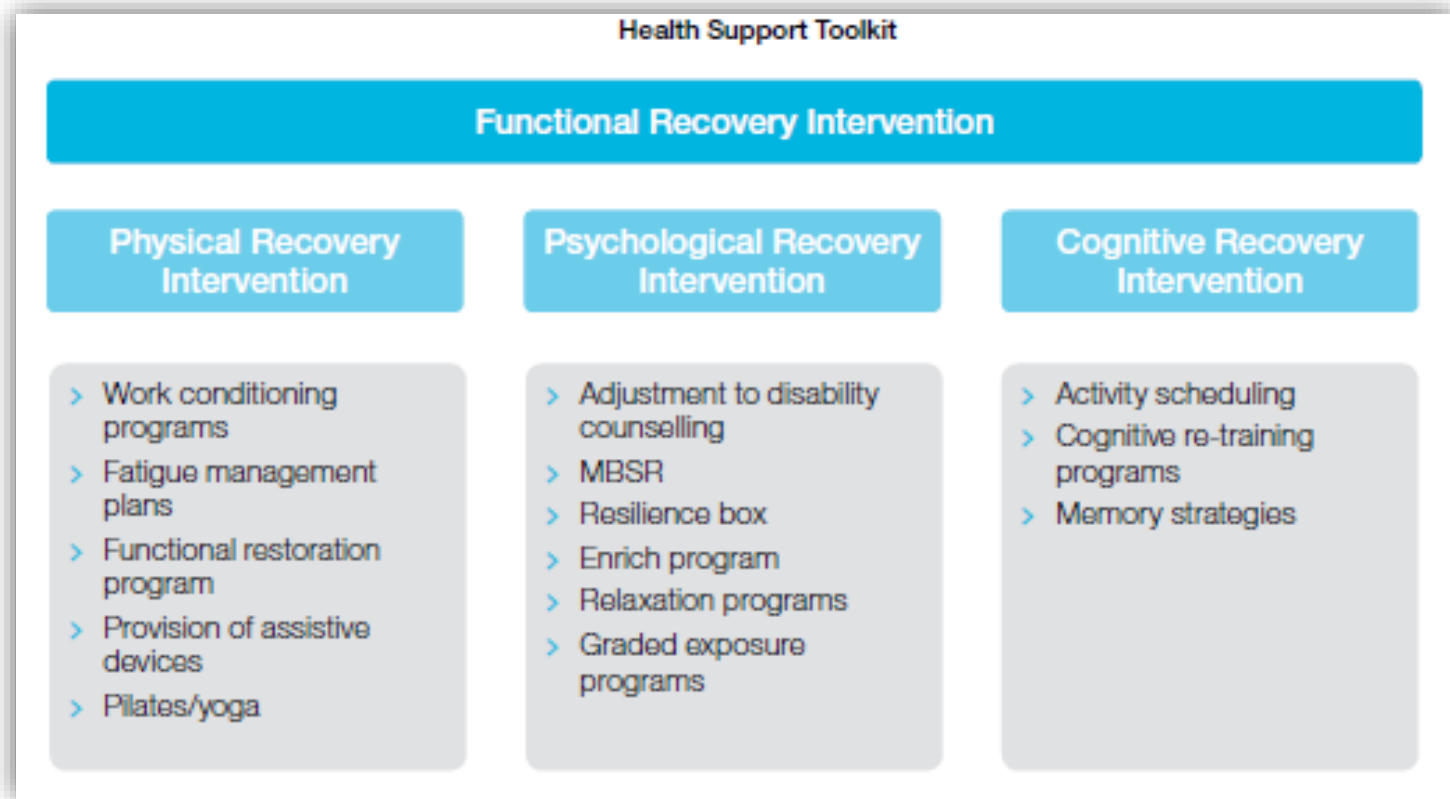 Health Support Toolkit
Functional Recovery Intervention
Physical Recovery
Intervention
> Work conditioning
programs
> Fatigue management
plans
> Functional restoration
program
> Provision of assistive
devices
> Pilates/yoga
Psychological Recovery
Intervention
> Adjustment to disability
counselling
> MBSR
> Resilience box
> Enrich program
> Relaxation programs
> Graded exposure
programs
Cognitive Recovery
Intervention
> Activity scheduling
> Cognitive re-training
programs
> Memory strategies